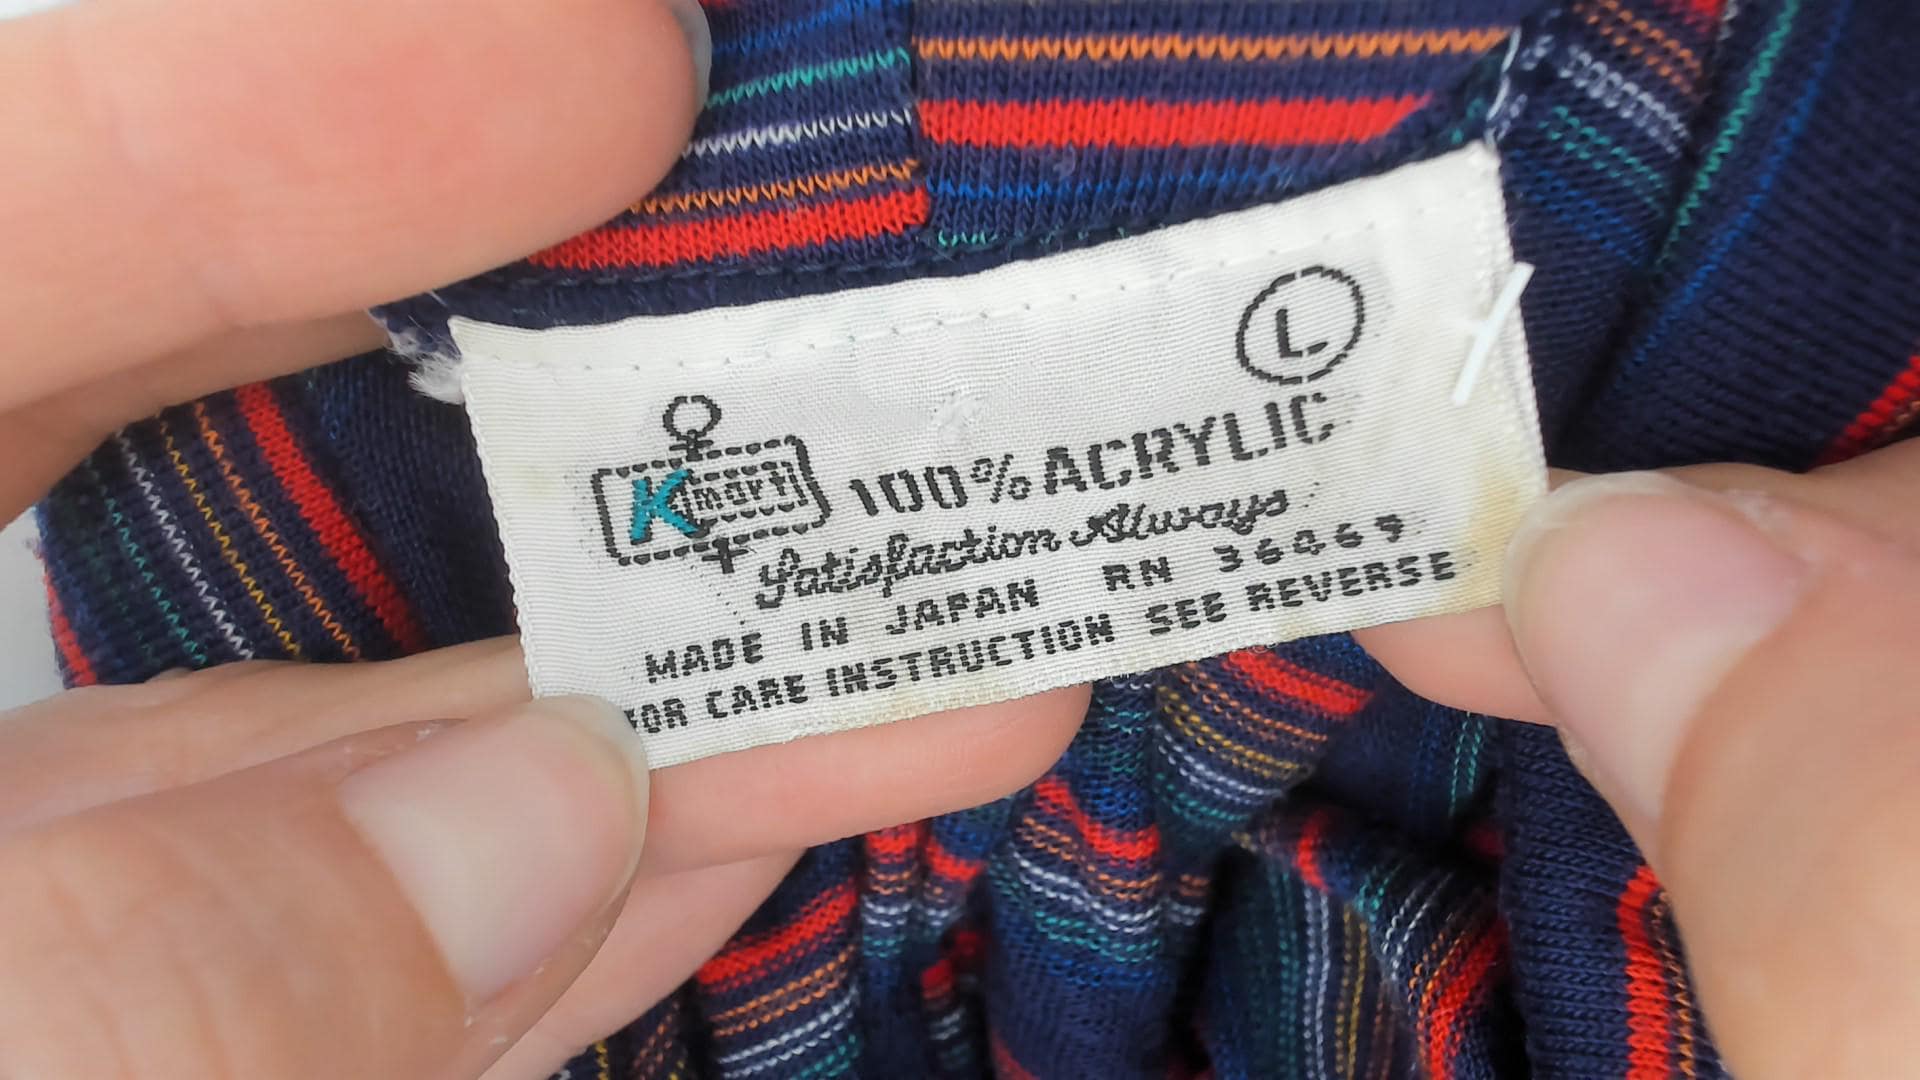 L
Kmart
100% ACRYLIC
Satisfaction Always
MADE IN JAPAN RN 36469
FOR CARE INSTRUCTION SEE REVERSE